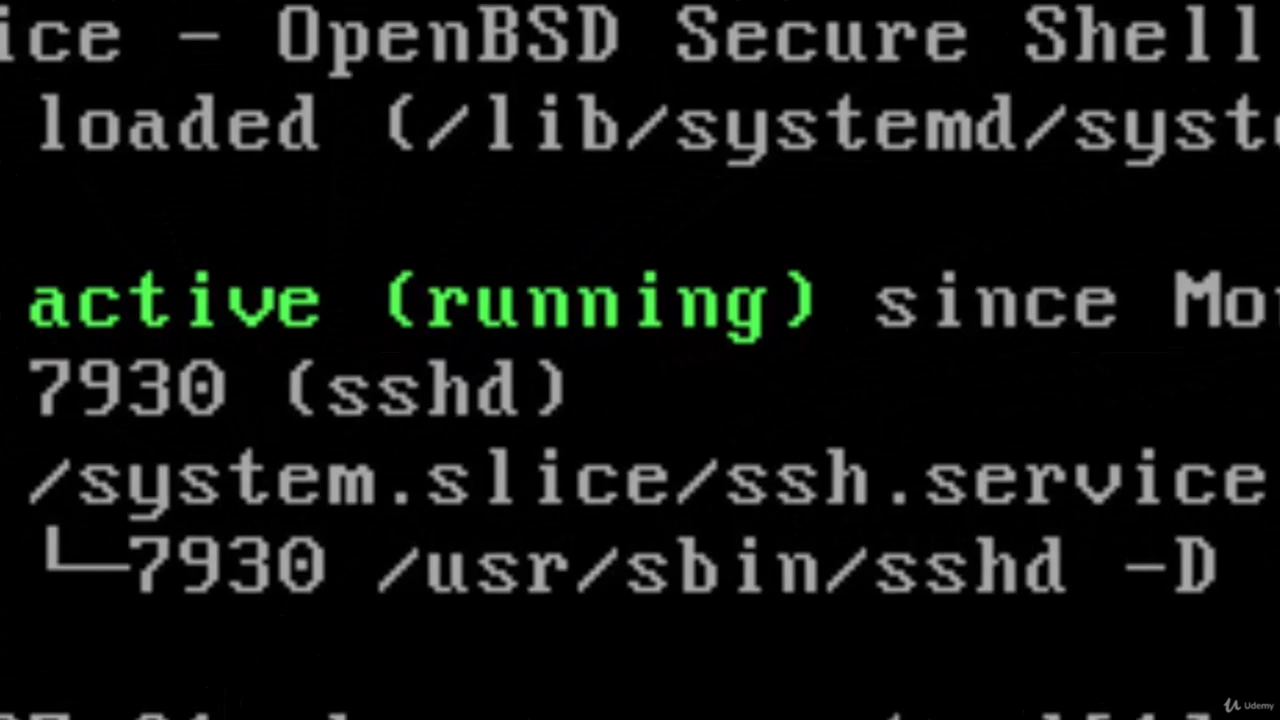 ice - OpenBSD Secure Shell
loaded (/lib/systemd/syst
active (running) since Mo
7930 (sshd)
/system.slice/ssh.service
└─7930 /usr/sbin/sshd -D
Udemy